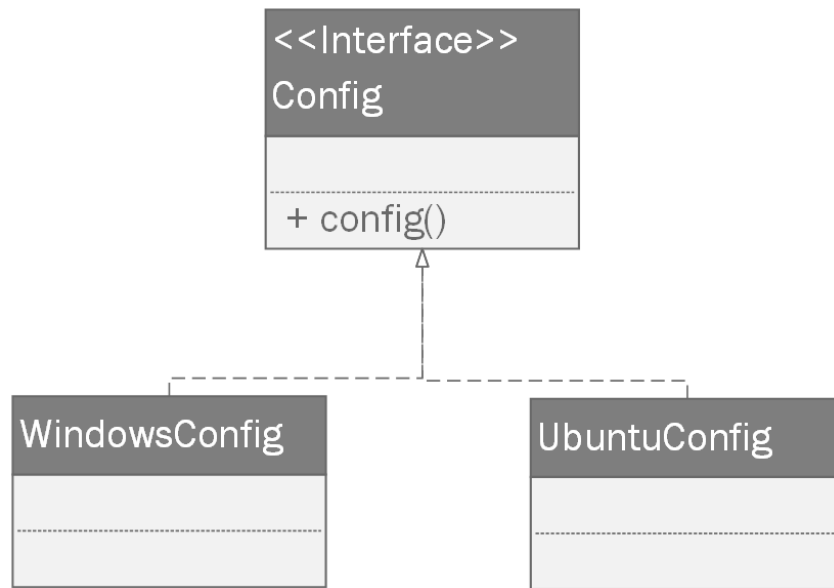 <<Interface>>
Config
+ config()
WindowsConfig
UbuntuConfig